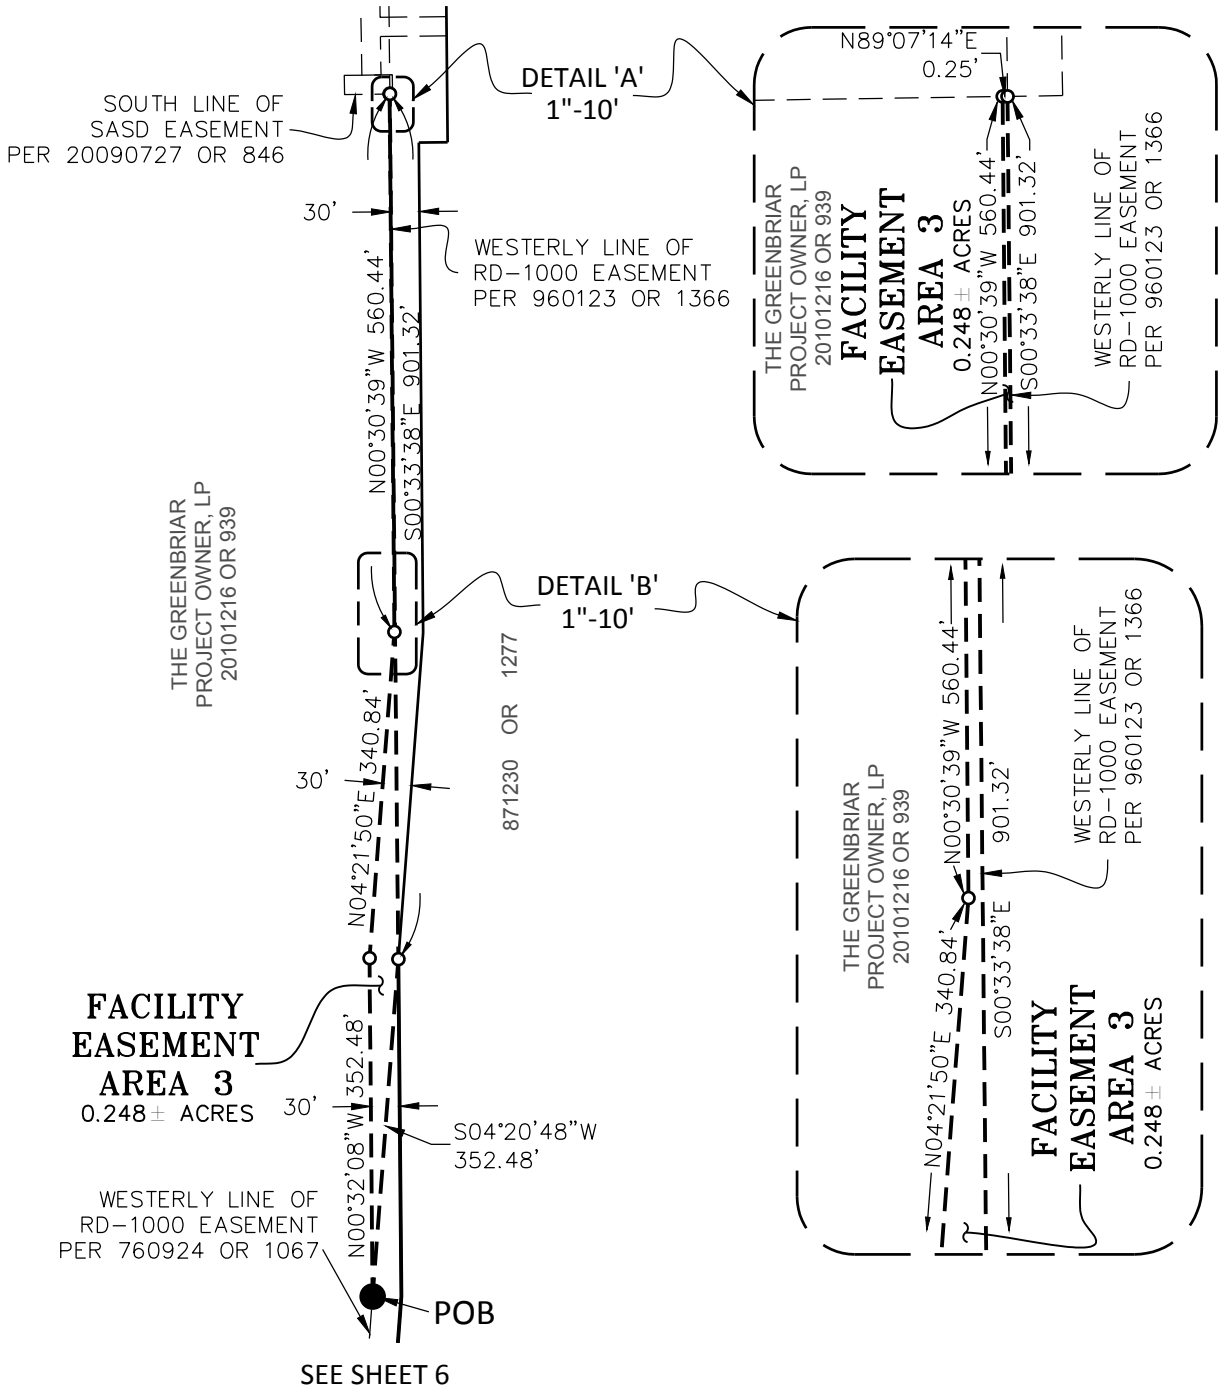 SOUTH LINE OF
SASD EASEMENT
PER 20090727 OR 846
DETAIL 'A'
1"-10'
30'
WESTERLY LINE OF
RD-1000 EASEMENT
PER 960123 OR 1366
N00°30'39"W 560.44'
S00°33'38"E 901.32'
THE GREENBRIAR
PROJECT OWNER, LP
20101216 OR 939
DETAIL 'B'
1"-10'
871230 OR 1277
30'
N04°21'50"E 340.84'
FACILITY
EASEMENT
AREA 3
0.248± ACRES
30'
N00°32'08"W 352.48'
S04°20'48"W
352.48'
WESTERLY LINE OF
RD-1000 EASEMENT
PER 760924 OR 1067
POB
SEE SHEET 6
N89°07'14"E
0.25'
THE GREENBRIAR
PROJECT OWNER, LP
20101216 OR 939
FACILITY
EASEMENT
AREA 3
0.248± ACRES
N00°30'39"W 560.44'
S00°33'38"E 901.32'
WESTERLY LINE OF
RD-1000 EASEMENT
PER 960123 OR 1366
THE GREENBRIAR
PROJECT OWNER, LP
20101216 OR 939
N00°30'39"W 560.44'
N04°21'50"E 340.84'
S00°33'38"E 901.32'
WESTERLY LINE OF
RD-1000 EASEMENT
PER 960123 OR 1366
FACILITY
EASEMENT
AREA 3
0.248± ACRES